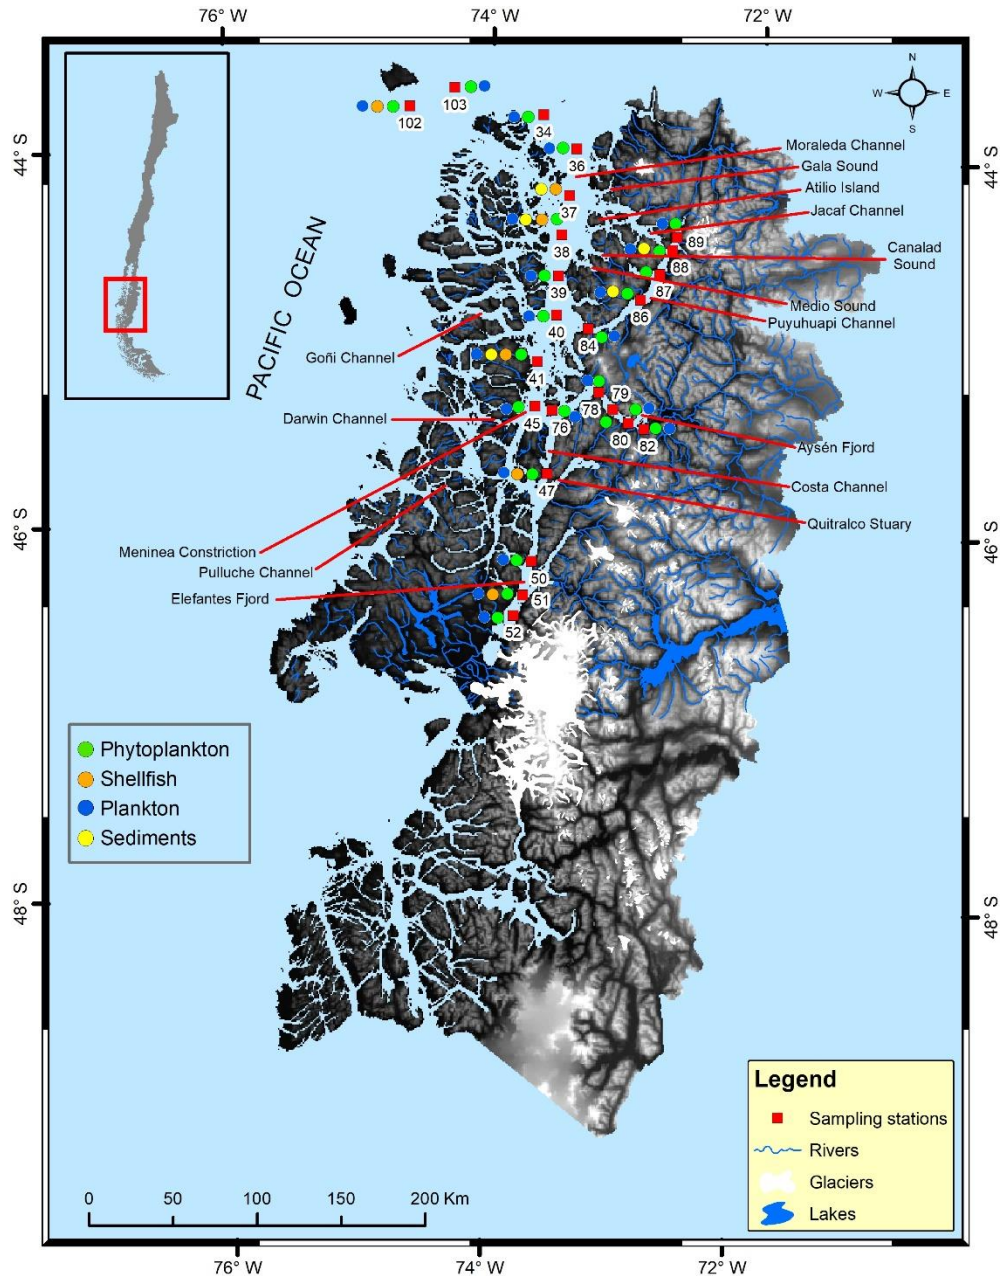 76° W
74° W
72° W
N
W
E
S
103
102
34
36
37
38
39
40
41
45
76
47
50
51
52
89
88
87
86
84
79
78
80
82
44° S
44° S
46° S
46° S
48° S
48° S
PACIFIC OCEAN
Moraleda Channel
Gala Sound
Atilio Island
Jacaf Channel
Canalad
Sound
Medio Sound
Puyuhuapi Channel
Goñi Channel
Darwin Channel
Aysén Fjord
Costa Channel
Quitralco Stuary
Meninea Constriction
Pulluche Channel
Elefantes Fjord
Phytoplankton
Shellfish
Plankton
Sediments
Legend
Sampling stations
Rivers
Glaciers
Lakes
0 50 100 150 200 Km
76° W
74° W
72° W